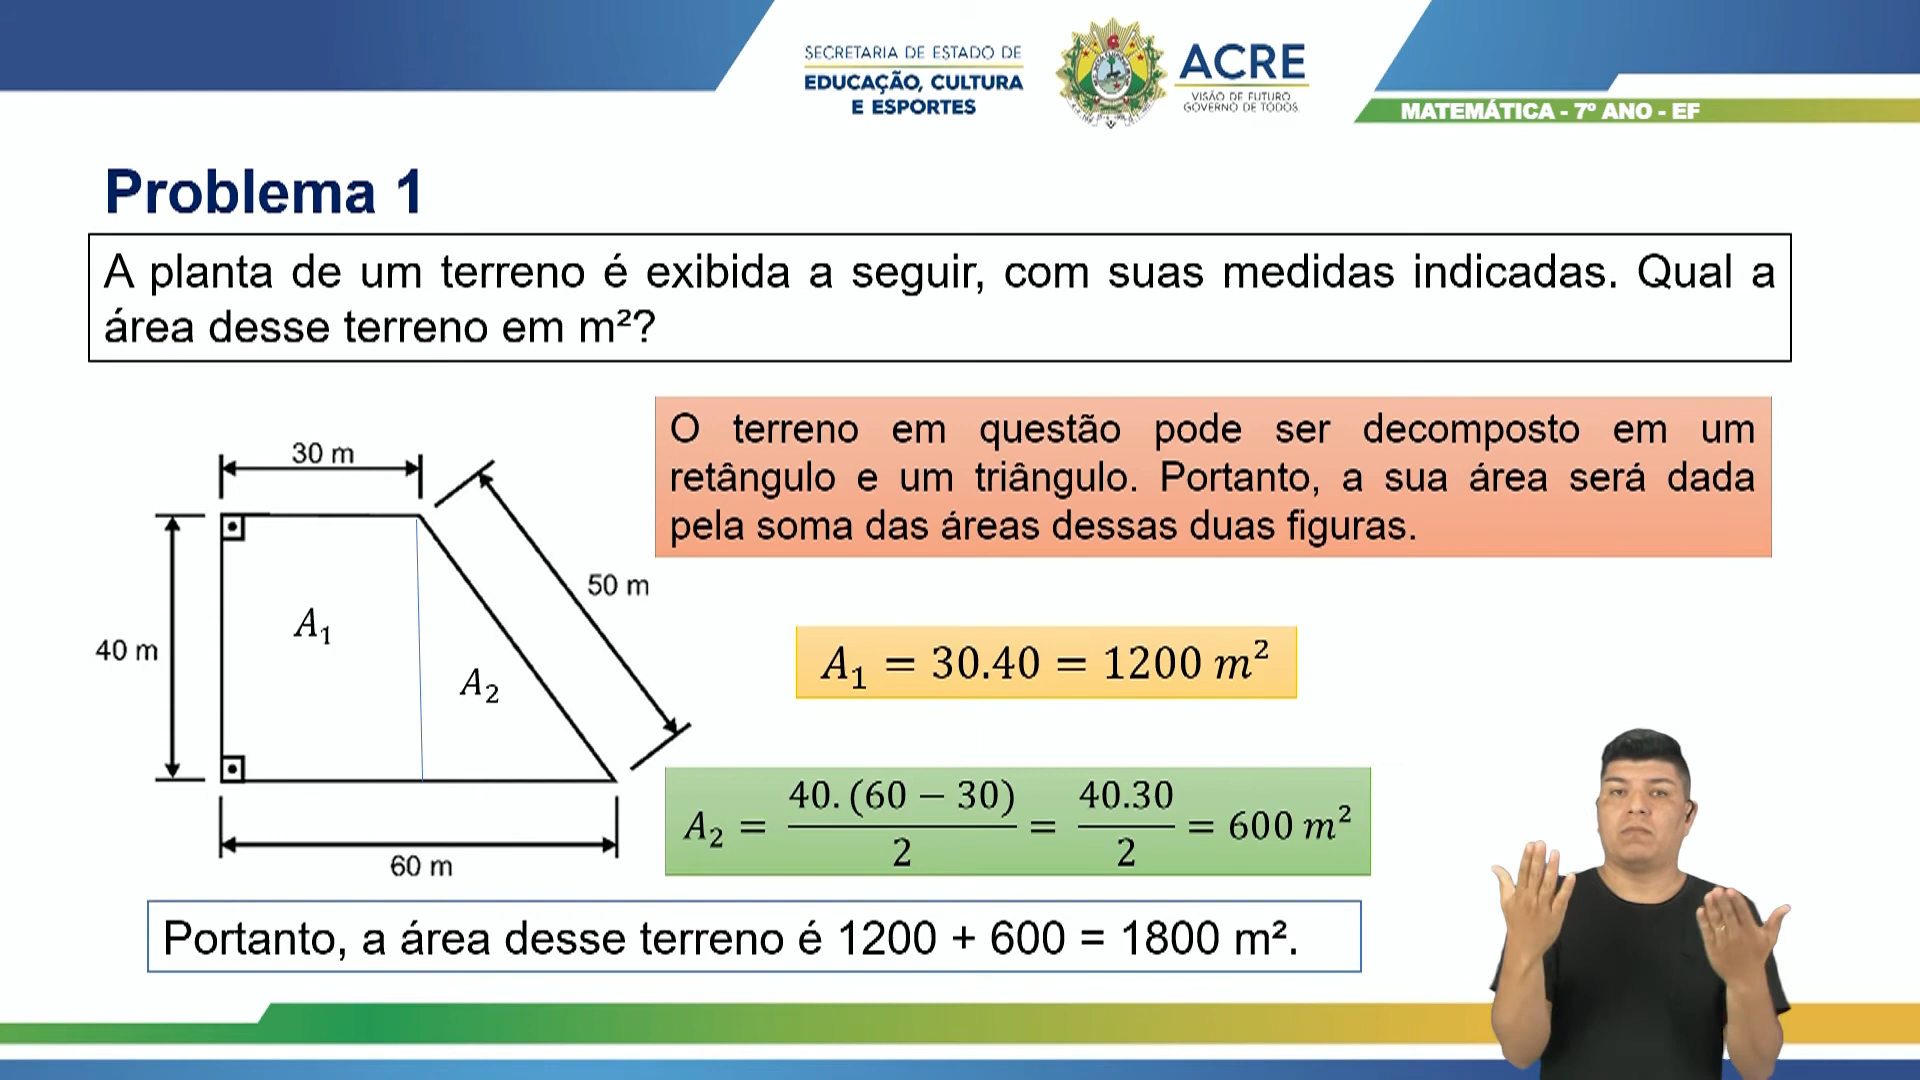 SECRETARIA DE ESTADO DE
EDUCAÇÃO, CULTURA
E ESPORTES
ACRE
VISÃO DE FUTURO
GOVERNO DE TODOS
MATEMÁTICA - 7º ANO - EF
Problema 1
A planta de um terreno é exibida a seguir, com suas medidas indicadas. Qual a
área desse terreno em m²?
O terreno em questão pode ser decomposto em um
retângulo e um triângulo. Portanto, a sua área será dada
pela soma das áreas dessas duas figuras.
30 m
50 m
40 m
A₁
A₂
60 m
A₁ = 30.40 = 1200 m²
A₂ = 40.(60 − 30)/2 = 40.30/2 = 600 m²
Portanto, a área desse terreno é 1200 + 600 = 1800 m².